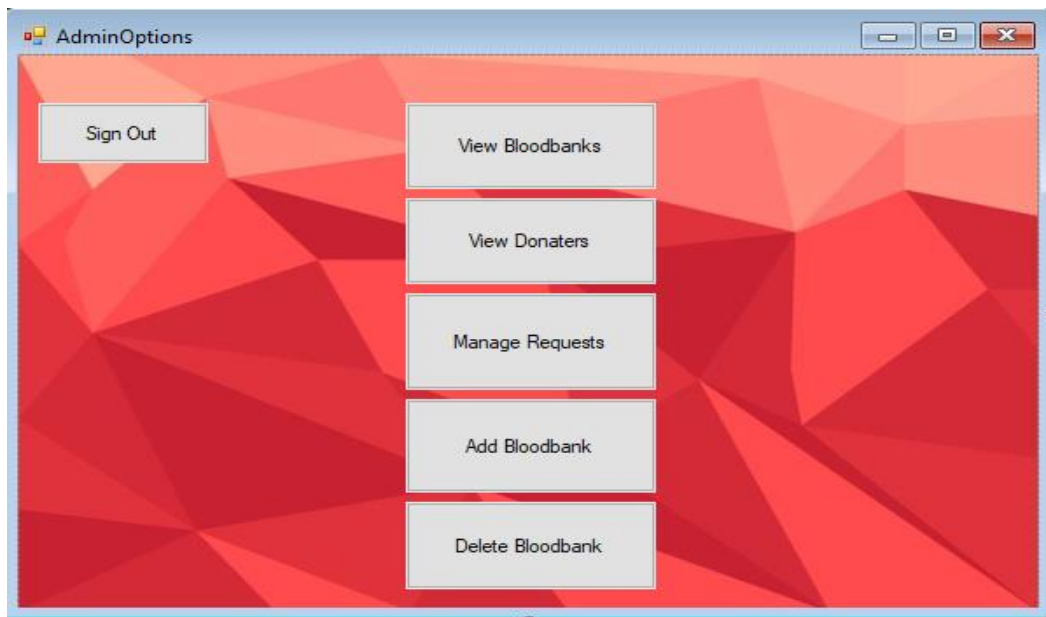 AdminOptions
Sign Out
View Bloodbanks
View Donaters
Manage Requests
Add Bloodbank
Delete Bloodbank